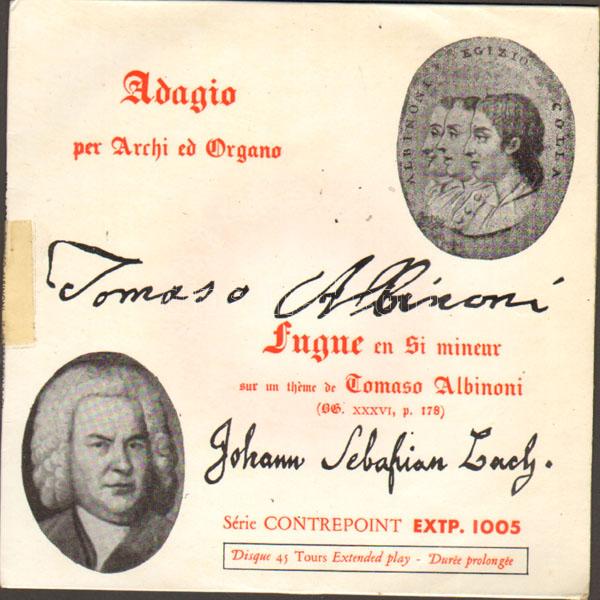 Adagio
per Archi ed Organo
ALBINONI EGIZIO COLLA
Tomaso Albinoni
Fugue en Si mineur
sur un thème de Tomaso Albinoni
(BG. XXXVI, p. 178)
Johann Sebastian Bach.
Série CONTREPOINT EXTP. 1005
Disque 45 Tours Extended play - Durée prolongée